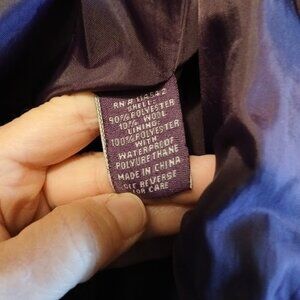 RN# 114542
SHELL:
90% POLYESTER
10% WOOL
LINING:
100% POLYESTER
WITH
WATERPROOF
POLYURETHANE
MADE IN CHINA
SEE REVERSE
FOR CARE